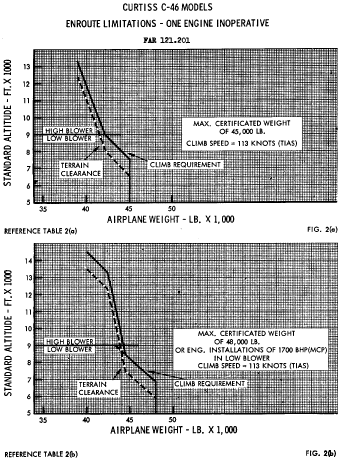 CURTISS C-46 MODELS
ENROUTE LIMITATIONS - ONE ENGINE INOPERATIVE
FAR 121.201
STANDARD ALTITUDE - FT. X 1000
13
12
11
10
9
8
7
6
5
HIGH BLOWER
LOW BLOWER
TERRAIN
CLEARANCE
MAX. CERTIFICATED WEIGHT
OF 45,000 LB.
CLIMB SPEED = 113 KNOTS (TIAS)
CLIMB REQUIREMENT
35 40 45 50
AIRPLANE WEIGHT - LB. X 1,000
REFERENCE TABLE 2(a)
FIG. 2(a)
STANDARD ALTITUDE - FT. X 1000
14
13
12
11
10
9
8
7
6
5
HIGH BLOWER
LOW BLOWER
TERRAIN
CLEARANCE
MAX. CERTIFICATED WEIGHT
OF 48,000 LB.
OR ENG. INSTALLATIONS OF 1700 BHP(MCP)
IN LOW BLOWER
CLIMB SPEED = 113 KNOTS (TIAS)
CLIMB REQUIREMENT
35 40 45 50
AIRPLANE WEIGHT - LB. X 1,000
REFERENCE TABLE 2(b)
FIG. 2(b)